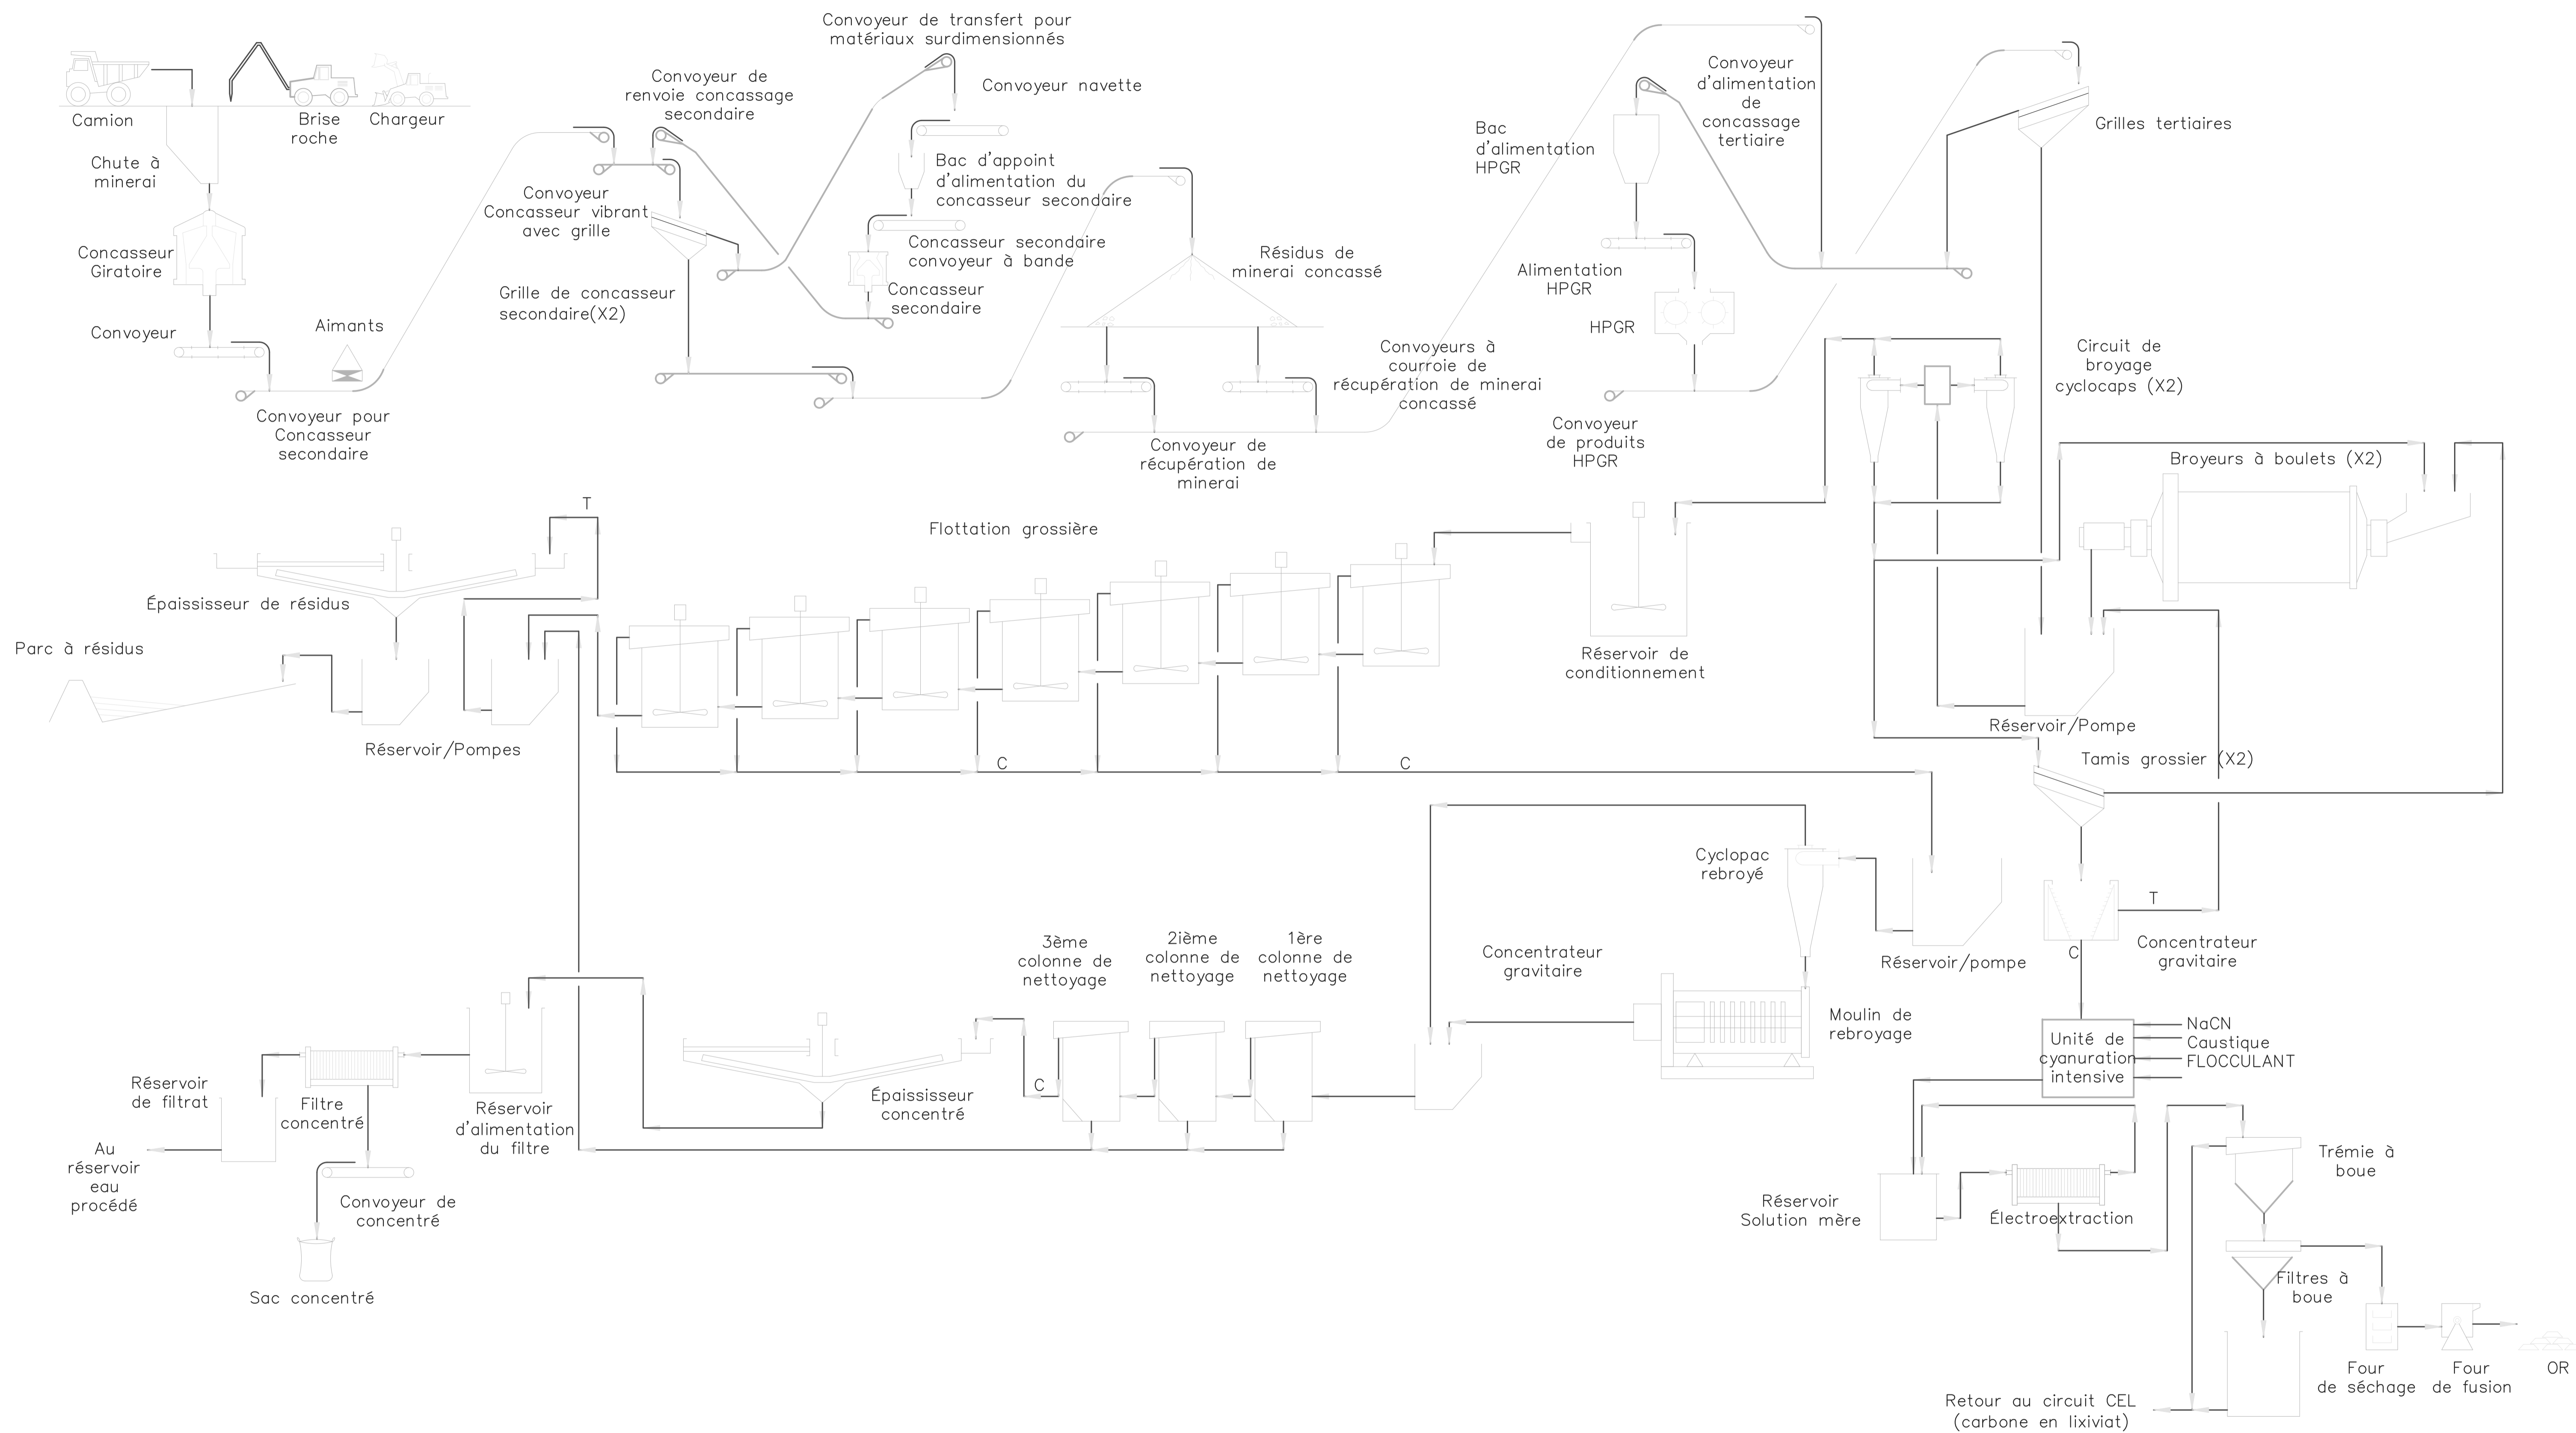 Convoyeur de transfert pour
matériaux surdimensionnés
Camion
Brise
roche
Chargeur
Chute à
minerai
Concasseur
Giratoire
Convoyeur
Aimants
Convoyeur pour
Concasseur
secondaire
Convoyeur de
renvoie concassage
secondaire
Convoyeur navette
Convoyeur
Concasseur vibrant
avec grille
Grille de concasseur
secondaire(X2)
Bac d'appoint
d'alimentation du
concasseur secondaire
Concasseur secondaire
convoyeur à bande
Concasseur
secondaire
Résidus de
minerai concassé
Convoyeurs à
courroie de
récupération de minerai
concassé
Convoyeur de
récupération de
minerai
Bac
d'alimentation
HPGR
Convoyeur
d'alimentation
de
concassage
tertiaire
Grilles tertiaires
Alimentation
HPGR
HPGR
Convoyeur
de produits
HPGR
Circuit de
broyage
cyclocaps (X2)
Broyeurs à boulets (X2)
T
Flottation grossière
Épaississeur de résidus
Parc à résidus
Réservoir/Pompes
Réservoir de
conditionnement
Réservoir/Pompe
Tamis grossier (X2)
C
C
Cyclopac
rebroyé
T
Réservoir/pompe
C
Concentrateur
gravitaire
3ème
colonne de
nettoyage
2ième
colonne de
nettoyage
1ère
colonne de
nettoyage
Concentrateur
gravitaire
Moulin de
rebroyage
Unité de
cyanuration
intensive
NaCN
Caustique
FLOCCULANT
C
Épaississeur
concentré
Réservoir
de filtrat
Filtre
concentré
Réservoir
d'alimentation
du filtre
Au
réservoir
eau
procédé
Convoyeur de
concentré
Sac concentré
Réservoir
Solution mère
Électroextraction
Trémie à
boue
Filtres à
boue
Four
de séchage
Four
de fusion
OR
Retour au circuit CEL
(carbone en lixiviat)